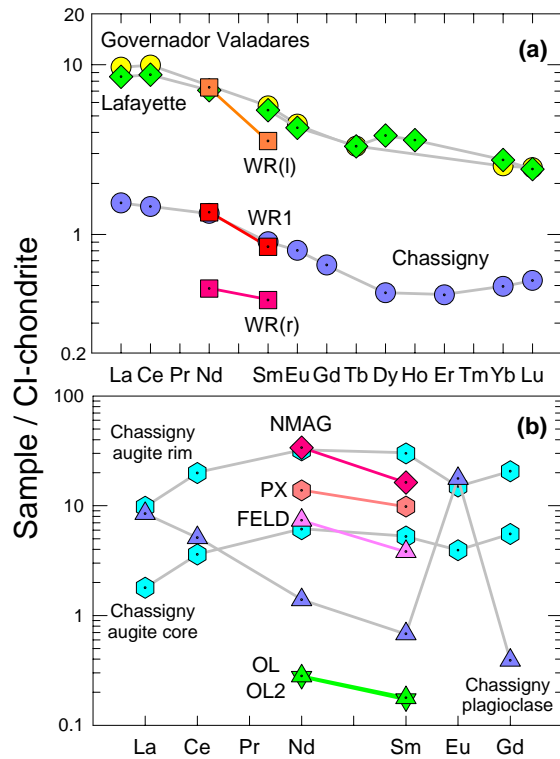 (a)
Governador Valadares
Lafayette
WR(l)
WR1
Chassigny
WR(r)
10
1
0.2
La Ce Pr Nd Sm Eu Gd Tb Dy Ho Er Tm Yb Lu
Sample / CI-chondrite
(b)
100
10
1
0.1
Chassigny
augite rim
NMAG
PX
FELD
Chassigny
augite core
OL
OL2
Chassigny
plagioclase
La Ce Pr Nd Sm Eu Gd